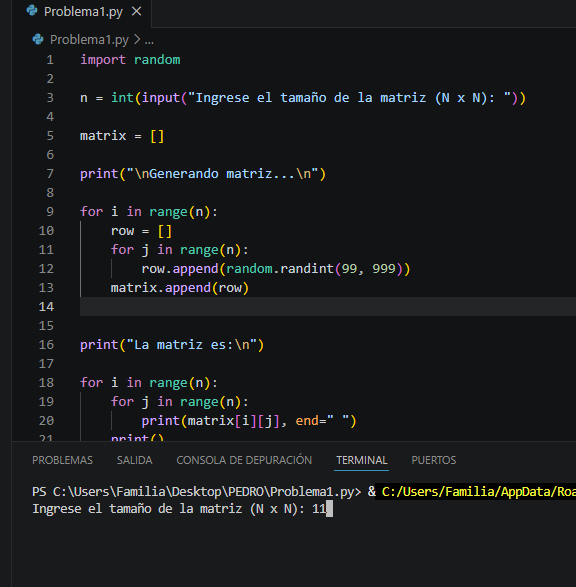 Problema1.py ×
Problema1.py > ...
1 import random
2
3 n = int(input("Ingrese el tamaño de la matriz (N x N): "))
4
5 matrix = []
6
7 print("\nGenerando matriz...\n")
8
9 for i in range(n):
10     row = []
11     for j in range(n):
12         row.append(random.randint(99, 999))
13     matrix.append(row)
14
15
16 print("La matriz es:\n")
17
18 for i in range(n):
19     for j in range(n):
20         print(matrix[i][j], end=" ")
21     print()
PROBLEMAS SALIDA CONSOLA DE DEPURACIÓN TERMINAL PUERTOS
PS C:\Users\Familia\Desktop\PEDRO\Problema1.py> & C:/Users/Familia/AppData/Roa
Ingrese el tamaño de la matriz (N x N): 11